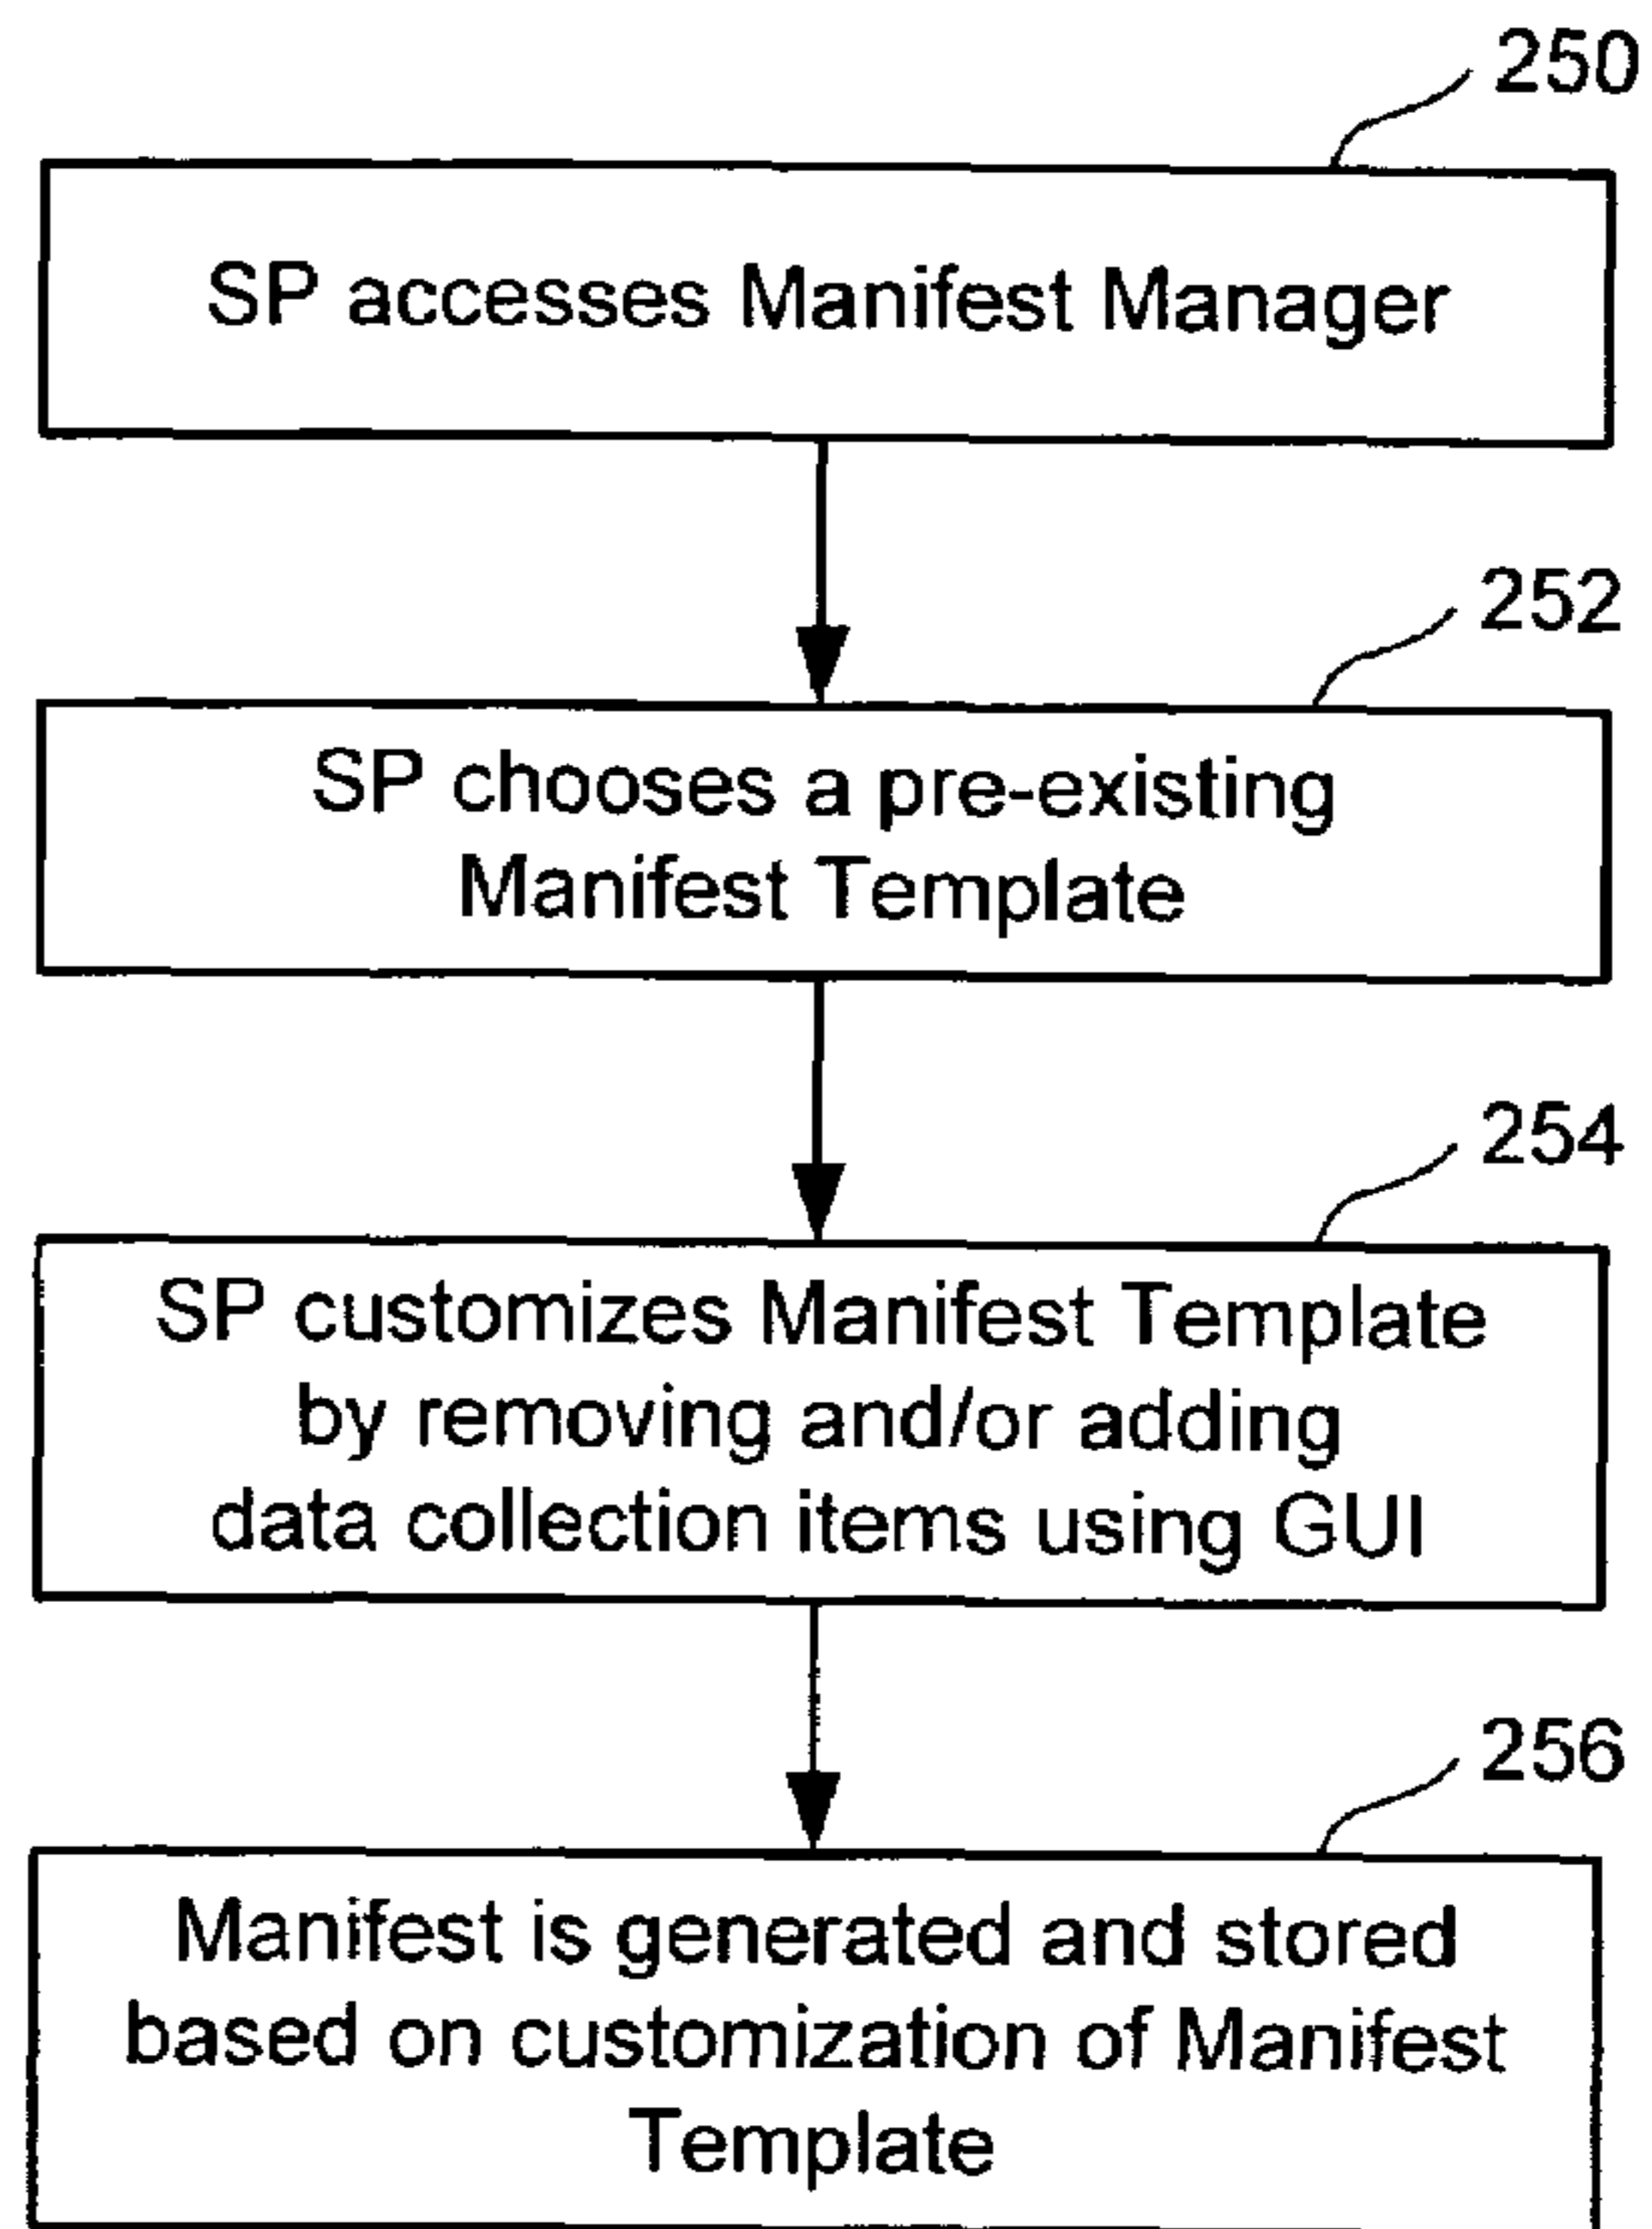 250
SP accesses Manifest Manager
252
SP chooses a pre-existing
Manifest Template
254
SP customizes Manifest Template
by removing and/or adding
data collection items using GUI
256
Manifest is generated and stored
based on customization of Manifest
Template